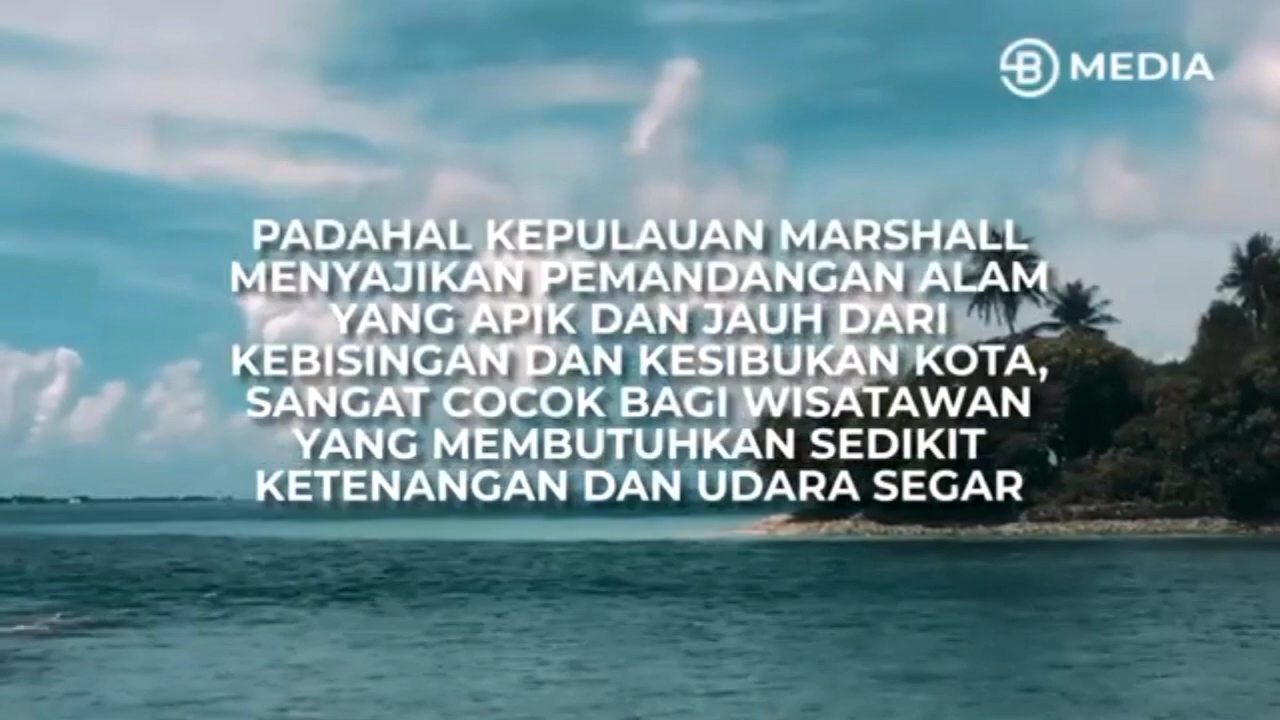 B MEDIA
PADAHAL KEPULAUAN MARSHALL
MENYAJIKAN PEMANDANGAN ALAM
YANG APIK DAN JAUH DARI
KEBISINGAN DAN KESIBUKAN KOTA,
SANGAT COCOK BAGI WISATAWAN
YANG MEMBUTUHKAN SEDIKIT
KETENANGAN DAN UDARA SEGAR